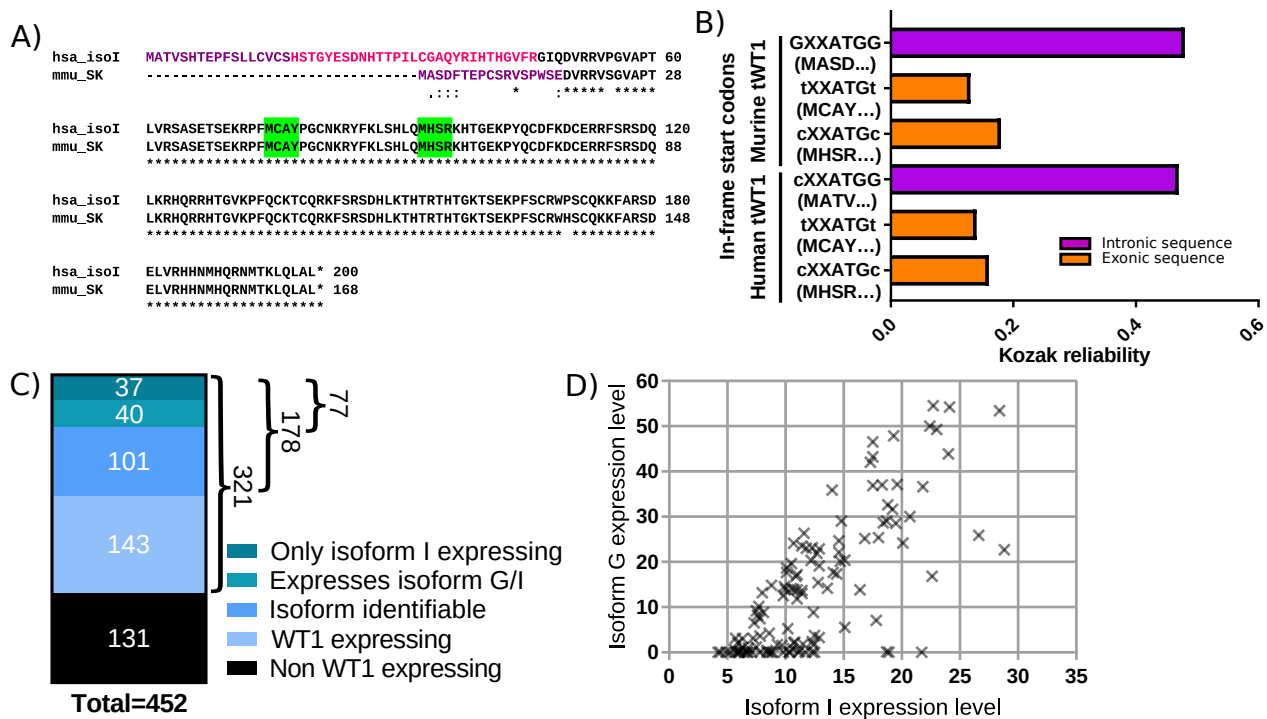 A)
hsa_isoI MATVSHTEPFSLLCVCSHSTGYESDNHTTPILCGAQYRIHTHGVFRGIQDVRRVPGVAPT 60
mmu_SK --------------------------------MASDFTEPCSRVSPWSEDVRRVSGVAPT 28
.::: * :***** *****
hsa_isoI LVRSASETSEKRPFMCAYPGCNKRYFKLSHLQMHSRKHTGEKPYQCDFKDCERRFSRSDQ 120
mmu_SK LVRSASETSEKRPFMCAYPGCNKRYFKLSHLQMHSRKHTGEKPYQCDFKDCERRFSRSDQ 88
************************************************************
hsa_isoI LKRHQRRHTGVKPFQCKTCQRKFSRSDHLKTHTRTHTGKTSEKPFSCRWPSCQKKFARSD 180
mmu_SK LKRHQRRHTGVKPFQCKTCQRKFSRSDHLKTHTRTHTGKTSEKPFSCRWHSCQKKFARSD 148
************************************************* **********
hsa_isoI ELVRHHNMHQRNMTKLQLAL* 200
mmu_SK ELVRHHNMHQRNMTKLQLAL* 168
*********************
B)
In-frame start codons
Murine tWT1
Human tWT1
GXXATGG
(MASD...)
tXXATGt
(MCAY...)
cXXATGc
(MHSR...)
cXXATGG
(MATV...)
tXXATGt
(MCAY...)
cXXATGc
(MHSR...)
Intronic sequence
Exonic sequence
0.0 0.2 0.4 0.6
Kozak reliability
C)
37
40
101
143
131
77
178
321
Only isoform I expressing
Expresses isoform G/I
Isoform identifiable
WT1 expressing
Non WT1 expressing
Total=452
D)
Isoform G expression level
60
50
40
30
20
10
0
0 5 10 15 20 25 30 35
Isoform I expression level